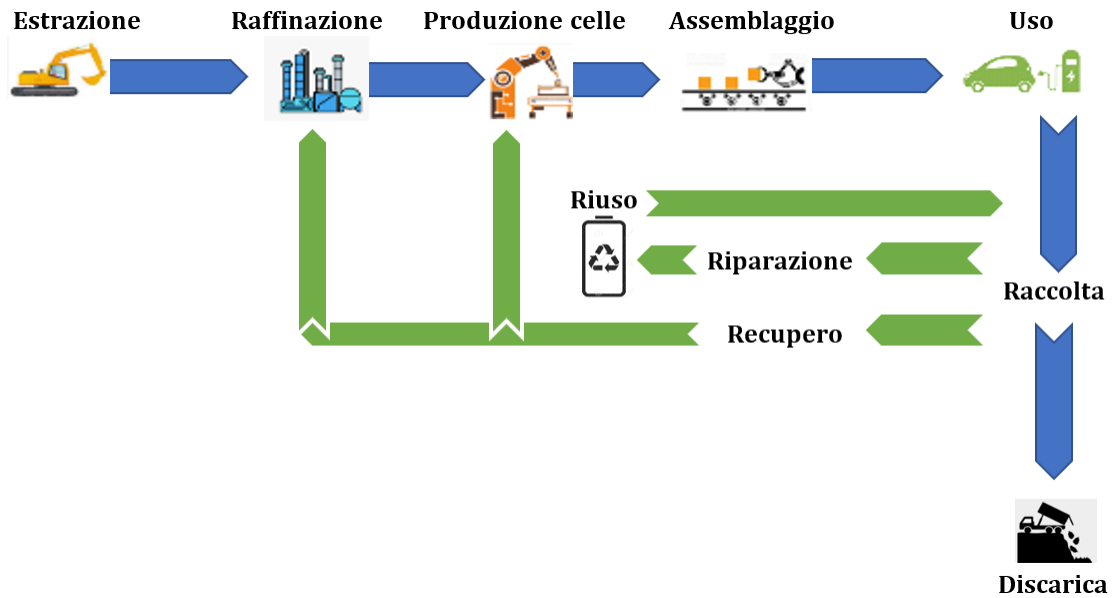 Estrazione
Raffinazione
Produzione celle
Assemblaggio
Uso
Riuso
Riparazione
Raccolta
Recupero
Discarica